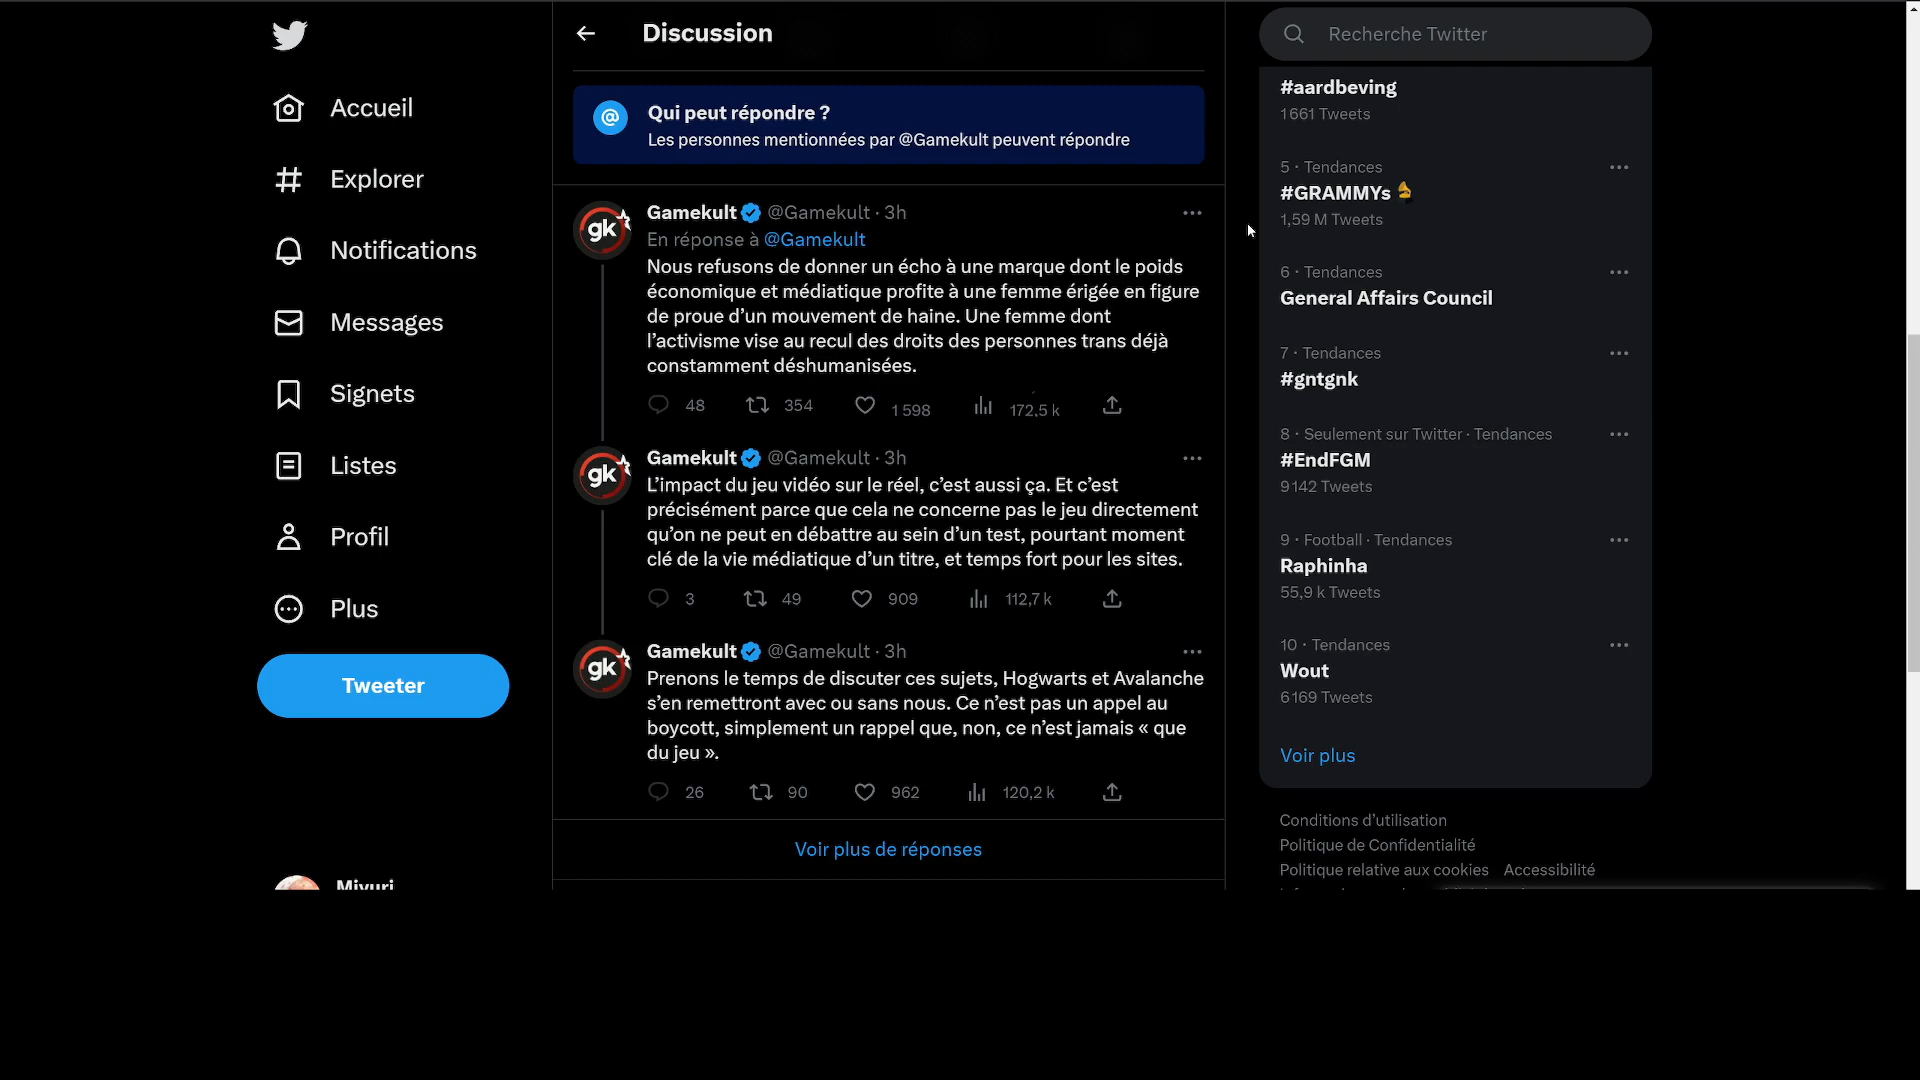 Accueil
Explorer
Notifications
Messages
Signets
Listes
Profil
Plus
Tweeter
Discussion
@ Qui peut répondre ?
Les personnes mentionnées par @Gamekult peuvent répondre
gk
Gamekult @Gamekult · 3h
En réponse à @Gamekult
Nous refusons de donner un écho à une marque dont le poids
économique et médiatique profite à une femme érigée en figure
de proue d’un mouvement de haine. Une femme dont
l’activisme vise au recul des droits des personnes trans déjà
constamment déshumanisées.
48 354 1 598 172,5 k
gk
Gamekult @Gamekult · 3h
L’impact du jeu vidéo sur le réel, c’est aussi ça. Et c’est
précisément parce que cela ne concerne pas le jeu directement
qu’on ne peut en débattre au sein d’un test, pourtant moment
clé de la vie médiatique d’un titre, et temps fort pour les sites.
3 49 909 112,7 k
gk
Gamekult @Gamekult · 3h
Prenons le temps de discuter ces sujets, Hogwarts et Avalanche
s’en remettront avec ou sans nous. Ce n’est pas un appel au
boycott, simplement un rappel que, non, ce n’est jamais « que
du jeu ».
26 90 962 120,2 k
Voir plus de réponses
Recherche Twitter
#aardbeving
1 661 Tweets
5 · Tendances
#GRAMMYs
1,59 M Tweets
6 · Tendances
General Affairs Council
7 · Tendances
#gntgnk
8 · Seulement sur Twitter · Tendances
#EndFGM
9 142 Tweets
9 · Football · Tendances
Raphinha
55,9 k Tweets
10 · Tendances
Wout
6 169 Tweets
Voir plus
Conditions d’utilisation
Politique de Confidentialité
Politique relative aux cookies Accessibilité